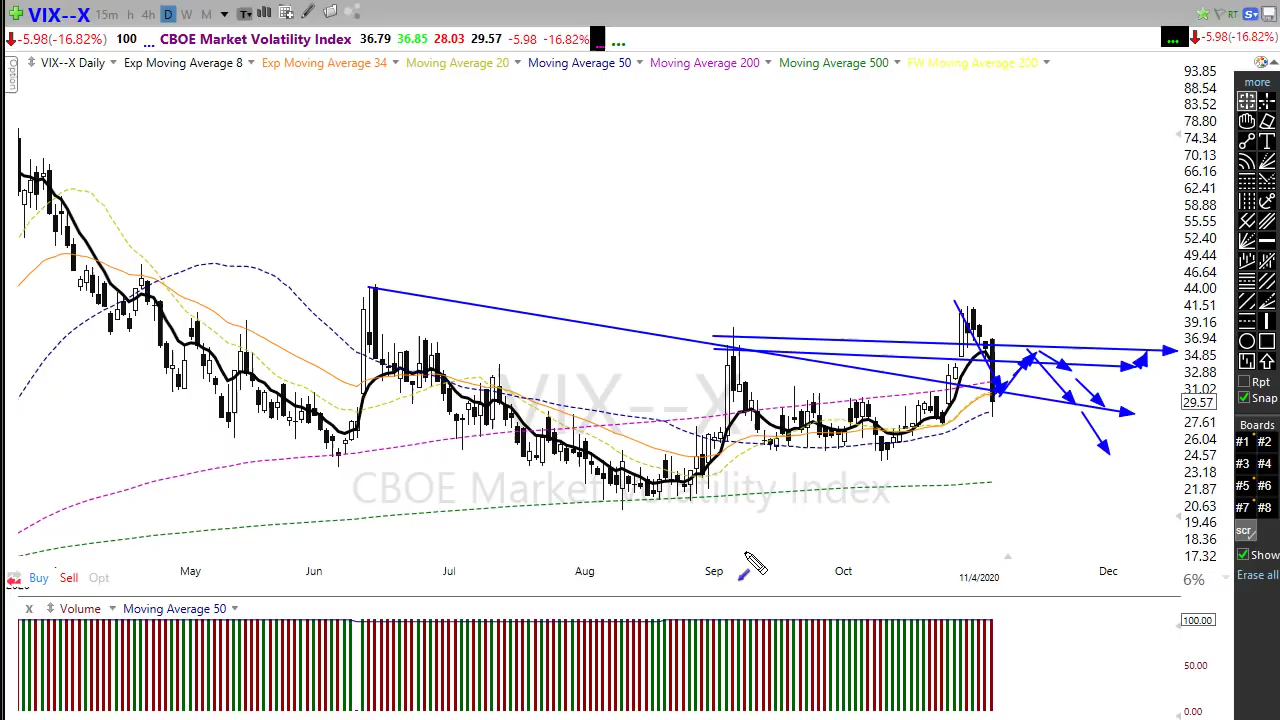 VIX--X 15m h 4h D W M T RT S
-5.98(-16.82%) 100 ... CBOE Market Volatility Index 36.79 36.85 28.03 29.57 -5.98 -16.82% ... ... ... -5.98(-16.82%)
Option
VIX--X Daily Exp Moving Average 8 Exp Moving Average 34 Moving Average 20 Moving Average 50 Moving Average 200 Moving Average 500 FW Moving Average 200
93.85
88.54
83.52
78.80
74.34
70.13
66.16
62.41
58.88
55.55
52.40
49.44
46.64
44.00
41.51
39.16
36.94
34.85
32.88
31.02
29.57
27.61
26.04
24.57
23.18
21.87
20.63
19.46
18.36
17.32
VIX--X
CBOE Market Volatility Index
May Jun Jul Aug Sep Oct 11/4/2020 Dec
Buy Sell Opt
6%
X Volume Moving Average 50
100.00
50.00
0.00
more
T
Rpt
Snap
Boards
#1 #2
#3 #4
#5 #6
#7 #8
scr
Show
Erase all